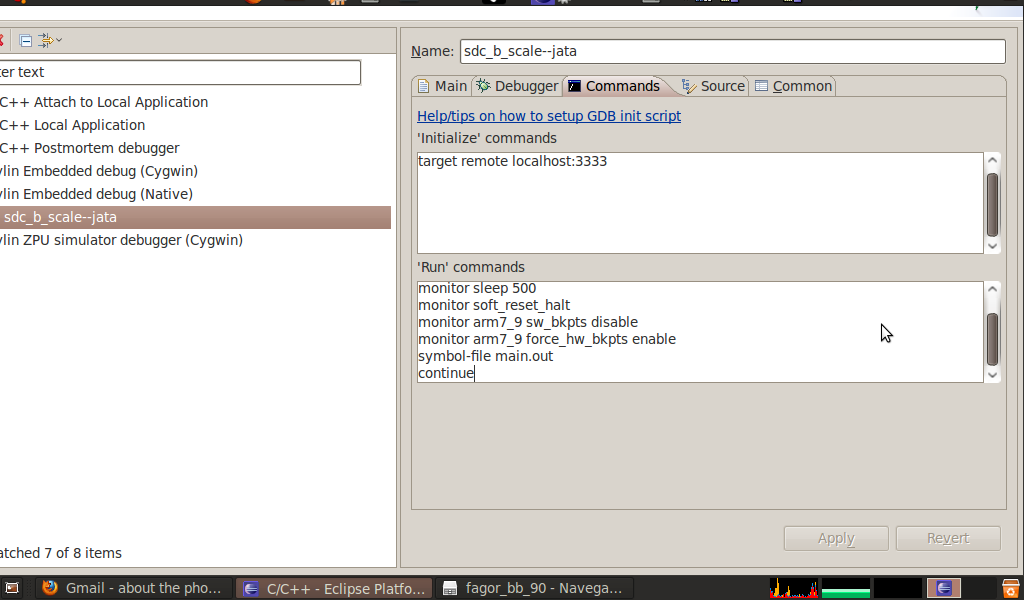 Name: sdc_b_scale--jata
Main Debugger Commands Source Common
ter text
C++ Attach to Local Application
C++ Local Application
C++ Postmortem debugger
ylin Embedded debug (Cygwin)
ylin Embedded debug (Native)
sdc_b_scale--jata
ylin ZPU simulator debugger (Cygwin)
atched 7 of 8 items
Help/tips on how to setup GDB init script
'Initialize' commands
target remote localhost:3333
'Run' commands
monitor sleep 500
monitor soft_reset_halt
monitor arm7_9 sw_bkpts disable
monitor arm7_9 force_hw_bkpts enable
symbol-file main.out
continue
Apply Revert
Gmail - about the pho... C/C++ - Eclipse Platfo... fagor_bb_90 - Navega...